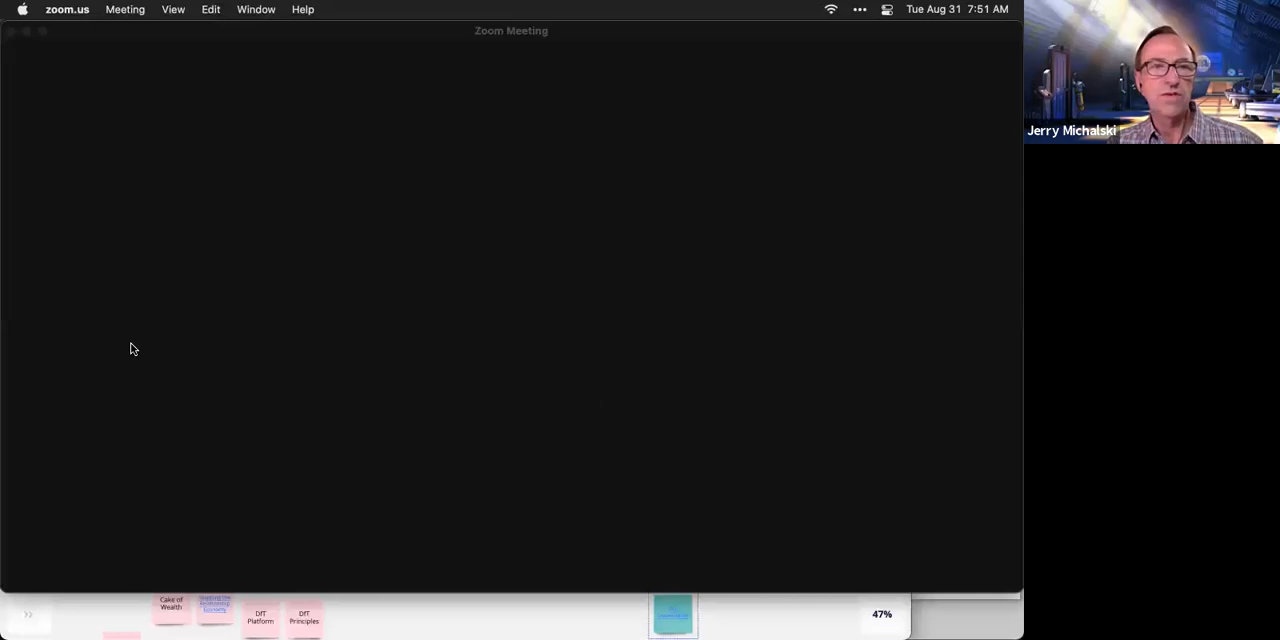 zoom.us Meeting View Edit Window Help Tue Aug 31 7:51 AM
Zoom Meeting
Jerry Michalski
Cake of
Wealth
Economy
DfT
Platform
DfT
Principles
47%